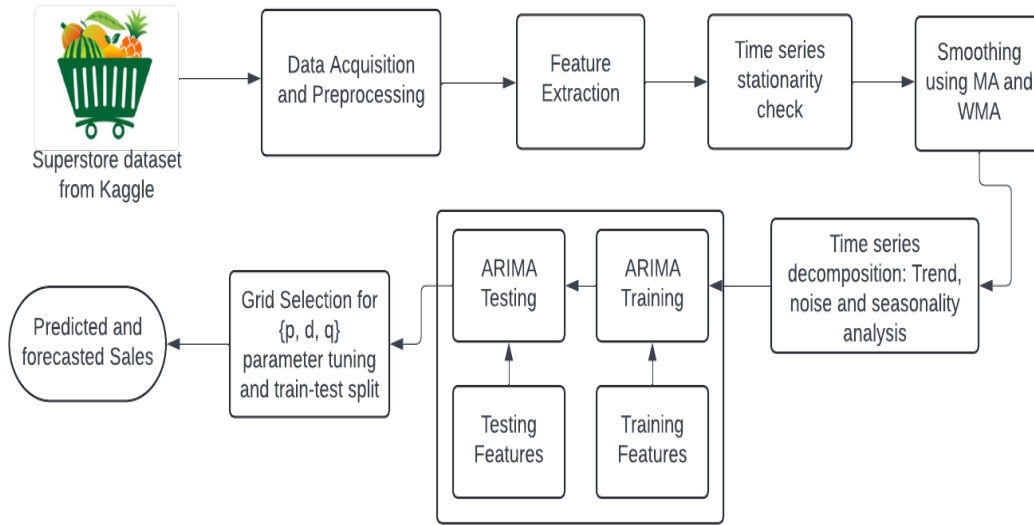 Superstore dataset
from Kaggle
Data Acquisition
and Preprocessing
Feature
Extraction
Time series
stationarity
check
Smoothing
using MA and
WMA
Time series
decomposition: Trend,
noise and seasonality
analysis
ARIMA
Training
Training
Features
ARIMA
Testing
Testing
Features
Grid Selection for
{p, d, q}
parameter tuning
and train-test split
Predicted and
forecasted Sales